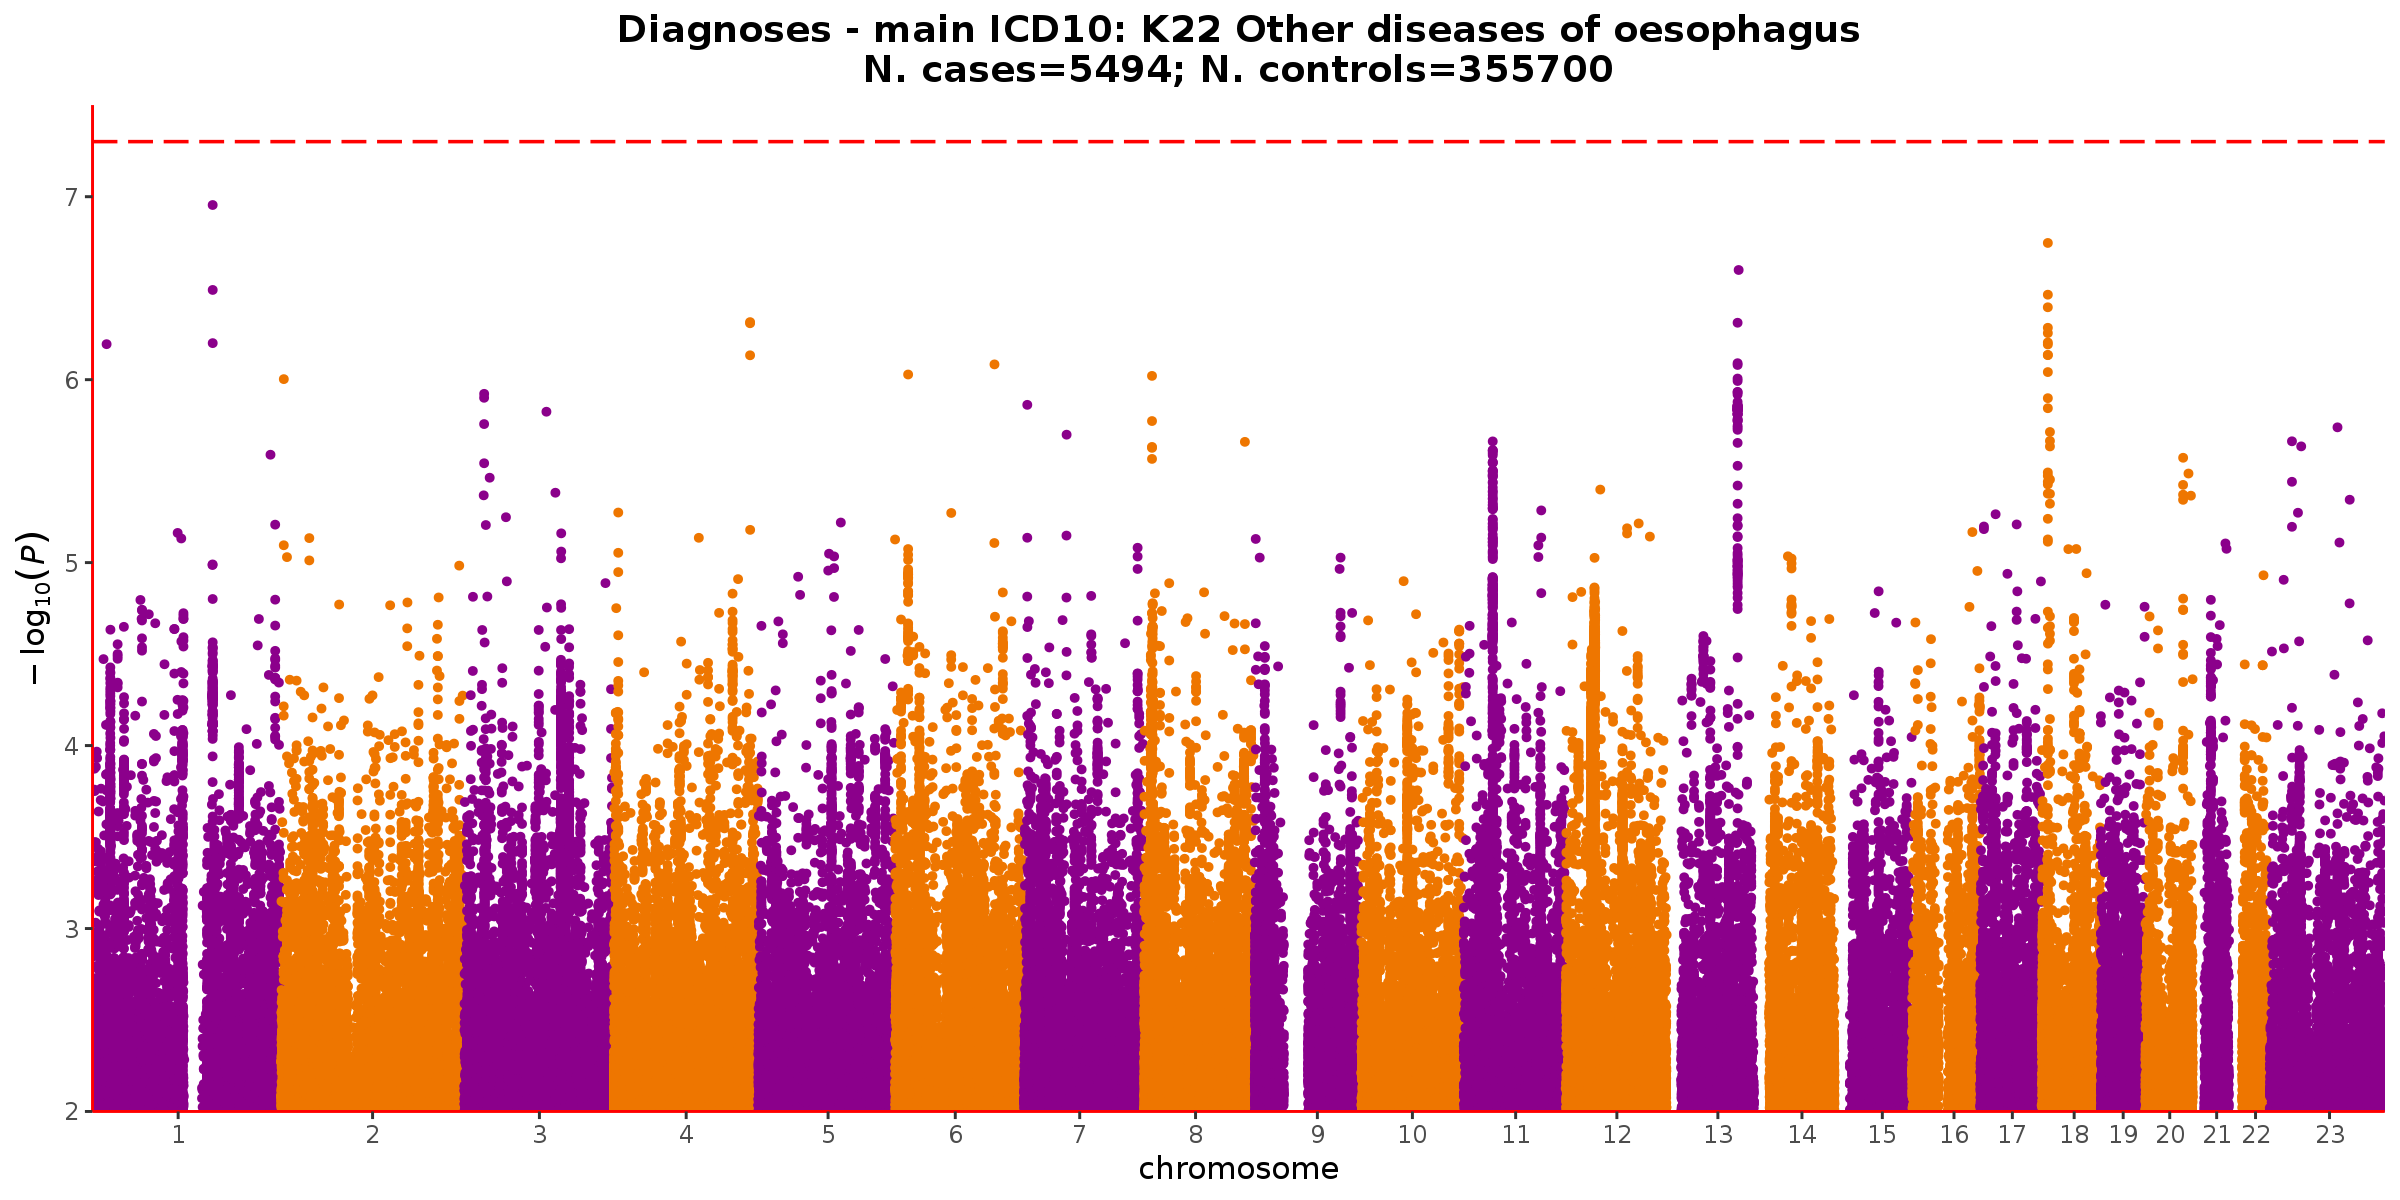 Diagnoses - main ICD10: K22 Other diseases of oesophagus
N. cases=5494; N. controls=355700
− log₁₀(P)
7
6
5
4
3
2
1 2 3 4 5 6 7 8 9 10 11 12 13 14 15 16 17 18 19 20 21 22 23
chromosome